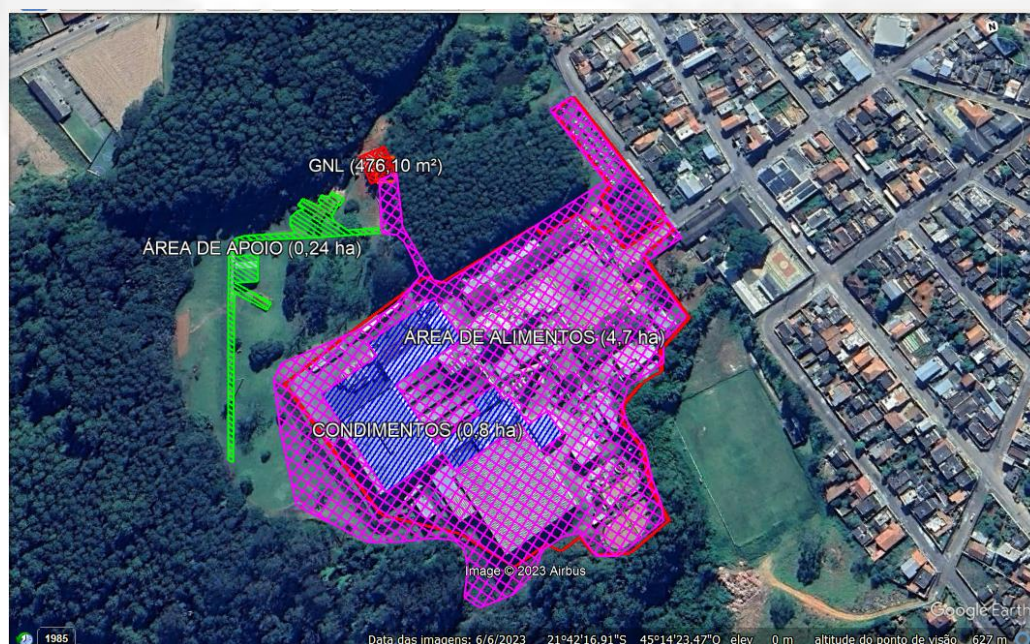 N
GNL (476,10 m²)
ÁREA DE APOIO (0,24 ha)
ÁREA DE ALIMENTOS (4,7 ha)
CONDIMENTOS (0,8 ha)
Image © 2023 Airbus
Google Earth
1985
Data das imagens: 6/6/2023 21°42'16.91"S 45°14'23.47"O elev 0 m altitude do ponto de visão 627 m